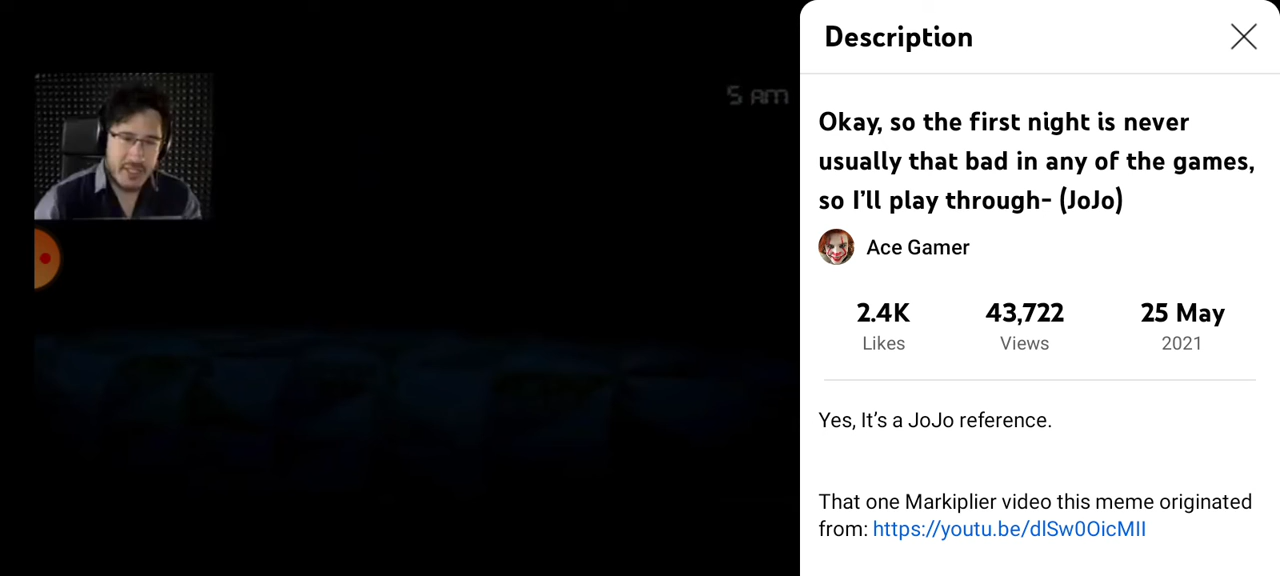 5 AM
Description
Okay, so the first night is never
usually that bad in any of the games,
so I'll play through- (JoJo)
Ace Gamer
2.4K
Likes
43,722
Views
25 May
2021
Yes, It's a JoJo reference.
That one Markiplier video this meme originated
from: https://youtu.be/dlSw0OicMII